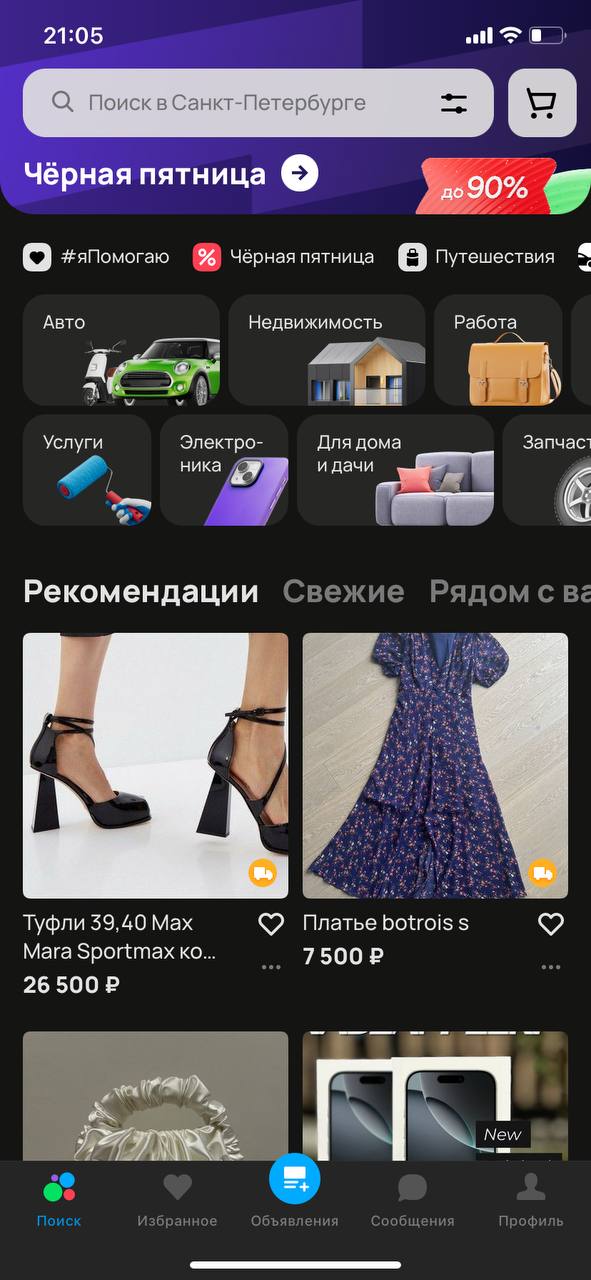 21:05
Поиск в Санкт-Петербурге
Чёрная пятница
до 90%
#яПомогаю
Чёрная пятница
Путешествия
Авто
Недвижимость
Работа
Услуги
Электро-
ника
Для дома
и дачи
Запчаст
Рекомендации
Свежие
Рядом с ва
Туфли 39,40 Max
Mara Sportmax ко...
26 500 ₽
Платье botrois s
7 500 ₽
New
Поиск
Избранное
Объявления
Сообщения
Профиль